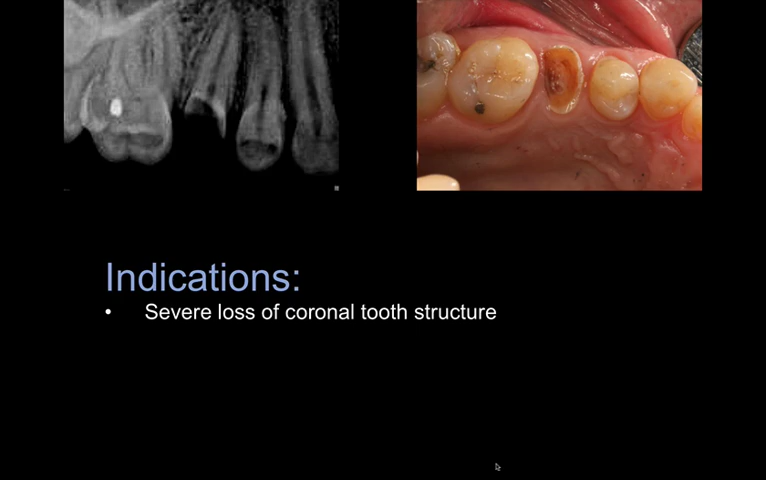 Indications:
• Severe loss of coronal tooth structure